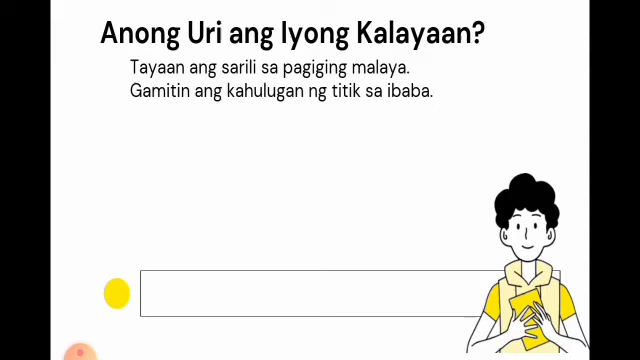 Anong Uri ang Iyong Kalayaan?
Tayaan ang sarili sa pagiging malaya.
Gamitin ang kahulugan ng titik sa ibaba.